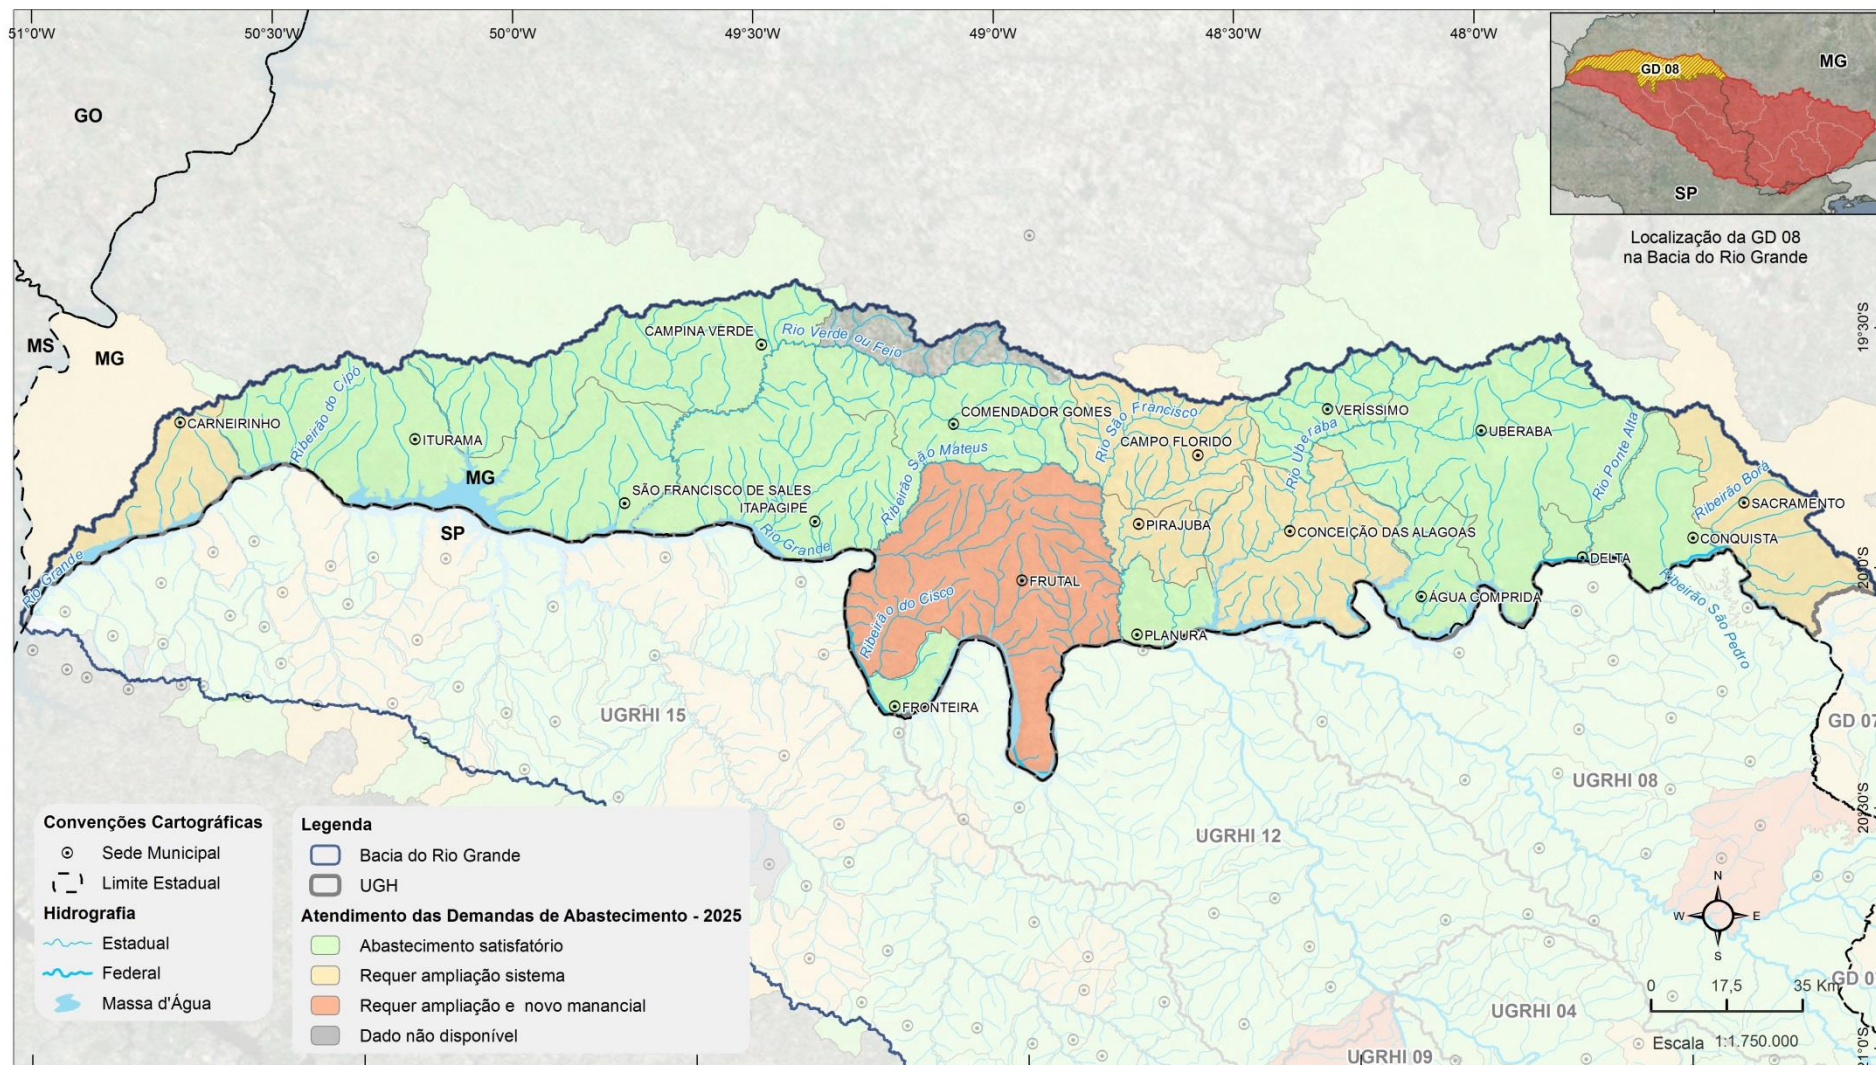 51°0'W
50°30'W
50°0'W
49°30'W
49°0'W
48°30'W
48°0'W
GD 08
MG
SP
Localização da GD 08
na Bacia do Rio Grande
GO
MS
MG
19°30'S
20°0'S
20°30'S
21°0'S
CAMPINA VERDE
Rio Verde ou Feio
CARNEIRINHO
Ribeirão do Cipó
ITURAMA
COMENDADOR GOMES
Rio São Francisco
CAMPO FLORIDO
VERÍSSIMO
Rio Uberaba
UBERABA
Rio Ponte Alta
Ribeirão São Mateus
MG
SÃO FRANCISCO DE SALES
ITAPAGIPE
Ribeirão Borá
SACRAMENTO
PIRAJUBA
CONCEIÇÃO DAS ALAGOAS
CONQUISTA
SP
Rio Grande
Rio Grande
DELTA
FRUTAL
ÁGUA COMPRIDA
Ribeirão São Pedro
Ribeirão do Cisco
PLANURA
FRONTEIRA
UGRHI 15
GD 07
UGRHI 08
UGRHI 12
UGRHI 04
UGRHI 09
GD 0
Convenções Cartográficas
Sede Municipal
Limite Estadual
Hidrografia
Estadual
Federal
Massa d'Água
Legenda
Bacia do Rio Grande
UGH
Atendimento das Demandas de Abastecimento - 2025
Abastecimento satisfatório
Requer ampliação sistema
Requer ampliação e novo manancial
Dado não disponível
N
W E
S
0 17,5 35 Km
Escala 1:1.750.000